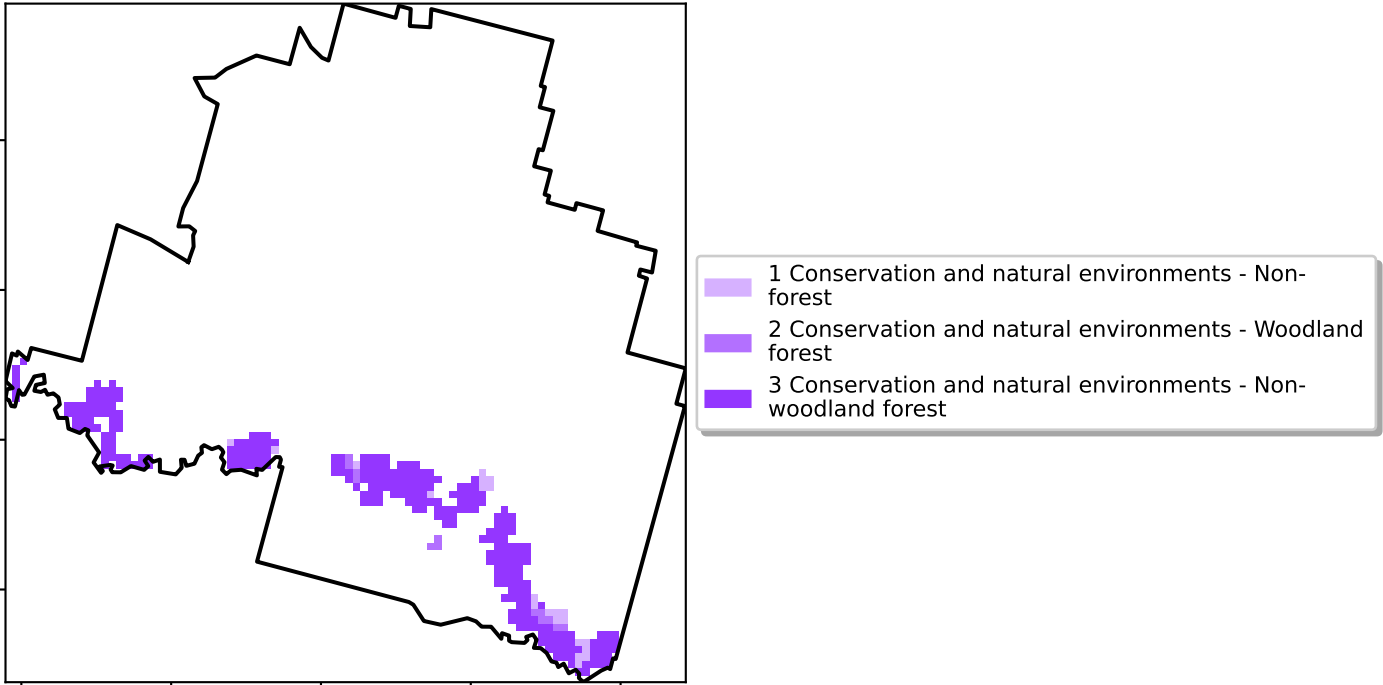 1 Conservation and natural environments - Non-
forest
2 Conservation and natural environments - Woodland
forest
3 Conservation and natural environments - Non-
woodland forest